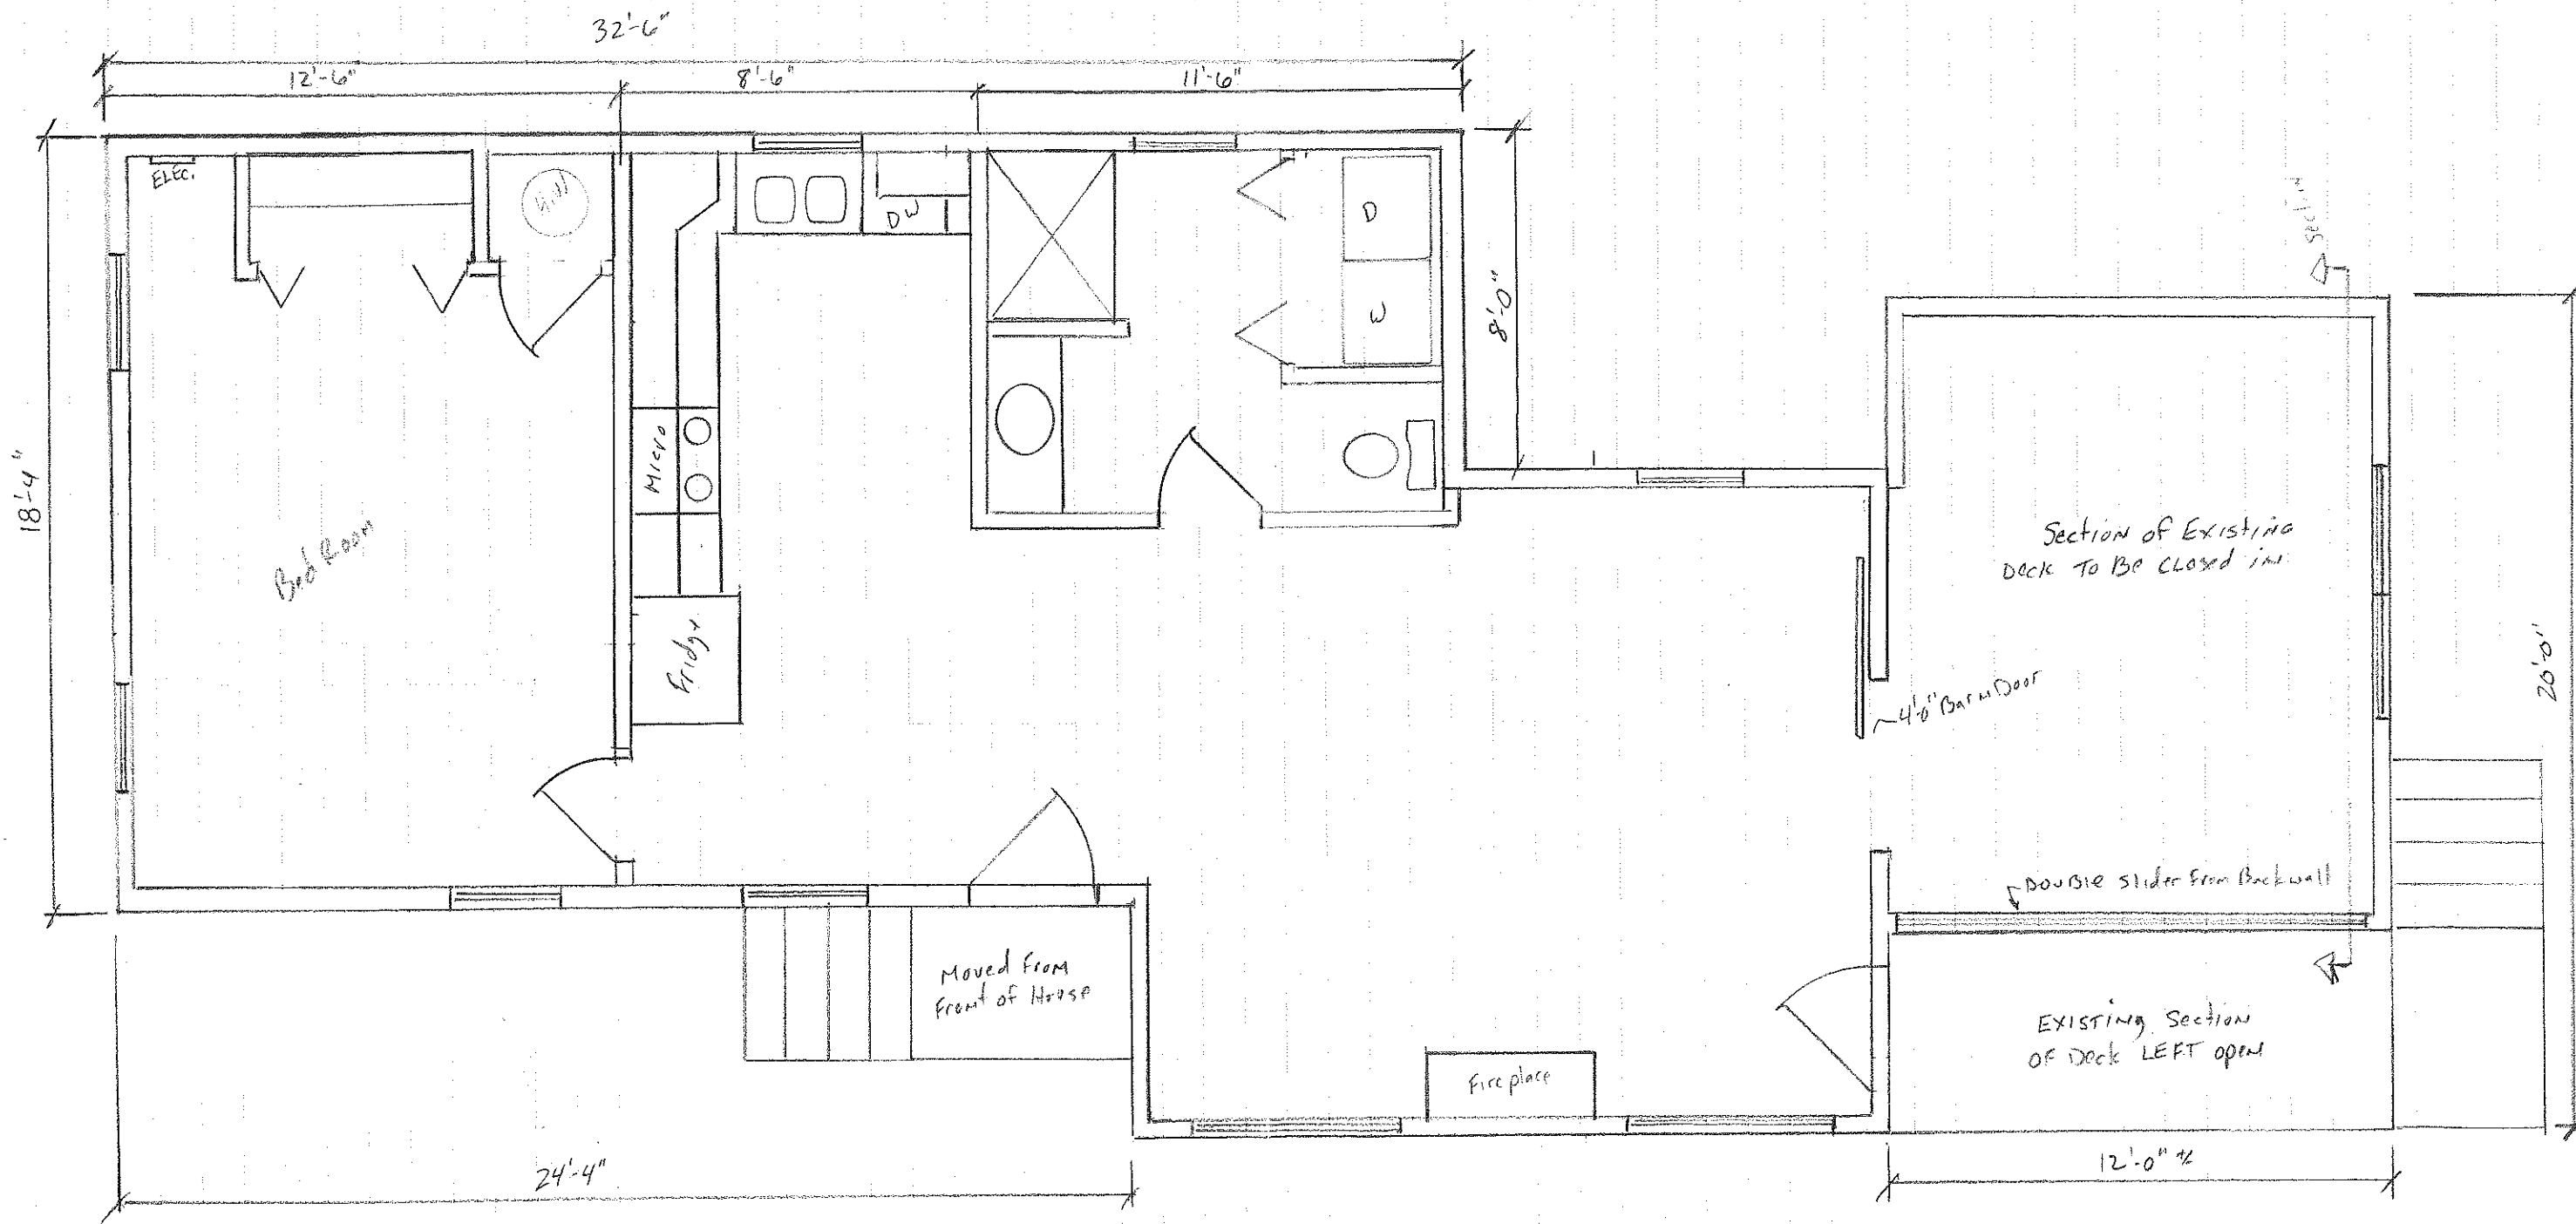 32'-6"
12'-6"
8'-6"
11'-6"
ELEC.
DW
D
W
8'-0"
Section
18'-4"
Micro
Bed Room
Fridge
Section of Existing
Deck To Be Closed in
4'-0" Barn Door
20'-0"
Double slider from Backwall
Moved From
Front of House
Existing Section
of Deck LEFT open
Fireplace
24'-4"
12'-0" +/-